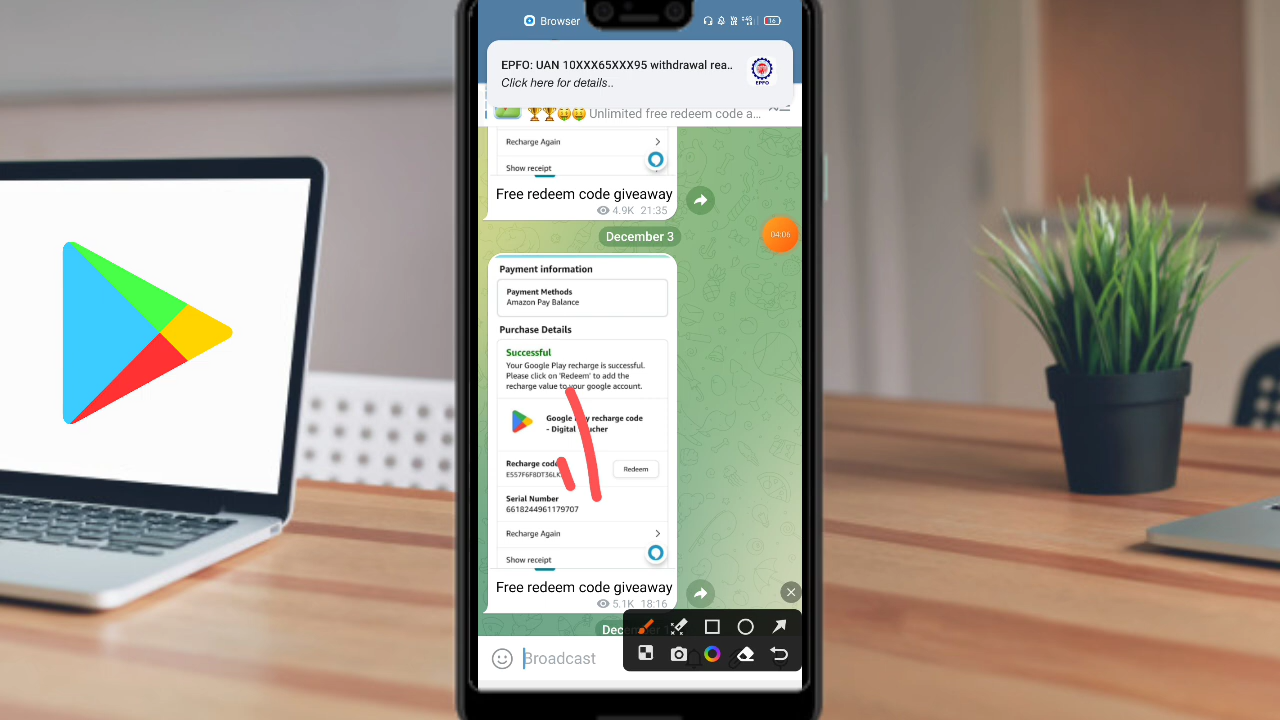 Browser
16
EPFO: UAN 10XXX65XXX95 withdrawal rea..
Click here for details..
EPFO
🏆🏆🤑🤑 Unlimited free redeem code a...
Recharge Again
Show receipt
Free redeem code giveaway
4.9K 21:35
December 3
04:06
Payment information
Payment Methods
Amazon Pay Balance
Purchase Details
Successful
Your Google Play recharge is successful.
Please click on 'Redeem' to add the
recharge value to your google account.
Google recharge code
- Digital
Recharge code
Redeem
Serial Number
6618244961179707
Recharge Again
Show receipt
Free redeem code giveaway
5.1K 18:16
Broadcast